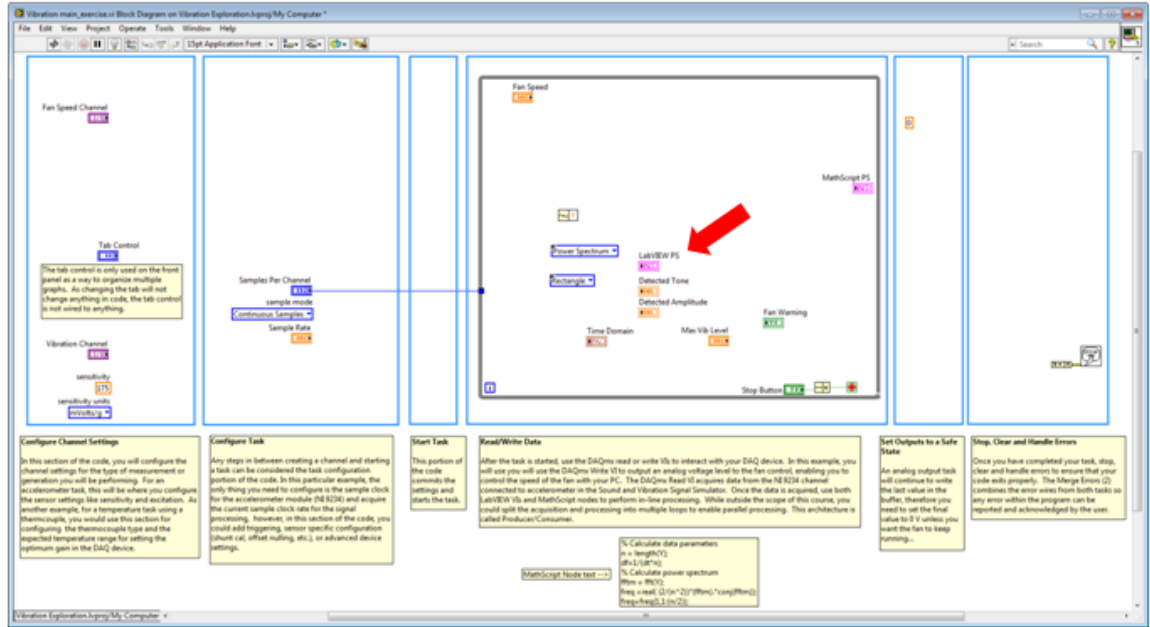 Vibration main_exercise.vi Block Diagram on Vibration Exploration.lvproj/My Computer *
File Edit View Project Operate Tools Window Help
15pt Application Font
Search
Fan Speed Channel
Tab Control
The tab control is only used on the front
panel as a way to organize multiple
graphs. As changing the tab will not
change anything in code, the tab control
is not wired to anything.
Vibration Channel
sensitivity
175
sensitivity units
mVolts/g
Samples Per Channel
sample mode
Continuous Samples
Sample Rate
Fan Speed
MathScript PS
Power Spectrum
Rectangle
LabVIEW PS
Detected Tone
Detected Amplitude
Time Domain
Max Vib Level
Fan Warning
i
Stop Button
0
Configure Channel Settings
In this section of the code, you will configure the
channel settings for the type of measurement or
generation you will be performing. For an
accelerometer task, this will be where you configure
the sensor settings like sensitivity and excitation. As
another example, for a temperature task using a
thermocouple, you would use this section for
configuring the thermocouple type and the
expected temperature range for setting the
optimum gain in the DAQ device.
Configure Task
Any steps in between creating a channel and starting
a task can be considered the task configuration
portion of the code. In this particular example, the
only thing you need to configure is the sample clock
for the accelerometer module (NI 9234) and acquire
the current sample clock rate for the signal
processing, however, in this section of the code, you
could add triggering, sensor specific configuration
(shunt cal, offset nulling, etc.), or advanced device
settings.
Start Task
This portion of
the code
commits the
settings and
starts the task.
Read/Write Data
After the task is started, use the DAQmx read or write VIs to interact with your DAQ device. In this example, you
will use you will use the DAQmx Write VI to output an analog voltage level to the fan control, enabling you to
control the speed of the fan with your PC. The DAQmx Read VI acquires data from the NI 9234 channel
connected to accelerometer in the Sound and Vibration Signal Simulator. Once the data is acquired, use both
LabVIEW VIs and MathScript nodes to perform in-line processing. While outside the scope of this course, you
could split the acquisition and processing into multiple loops to enable parallel processing. This architecture is
called Producer/Consumer.
Set Outputs to a Safe
State
An analog output task
will continue to write
the last value in the
buffer, therefore you
need to set the final
value to 0 V unless you
want the fan to keep
running...
Stop, Clear and Handle Errors
Once you have completed your task, stop,
clear and handle errors to ensure that your
code exits properly. The Merge Errors (2)
combines the error wires from both tasks so
any error within the program can be
reported and acknowledged by the user.
MathScript Node text --->
% Calculate data parameters
n = length(Y);
df=1/(dt*n);
% Calculate power spectrum
fftm = fft(Y);
freq =real( (2/(n^2))*(fftm).*conj(fftm));
freq=freq(1,1:(n/2));
Vibration Exploration.lvproj/My Computer